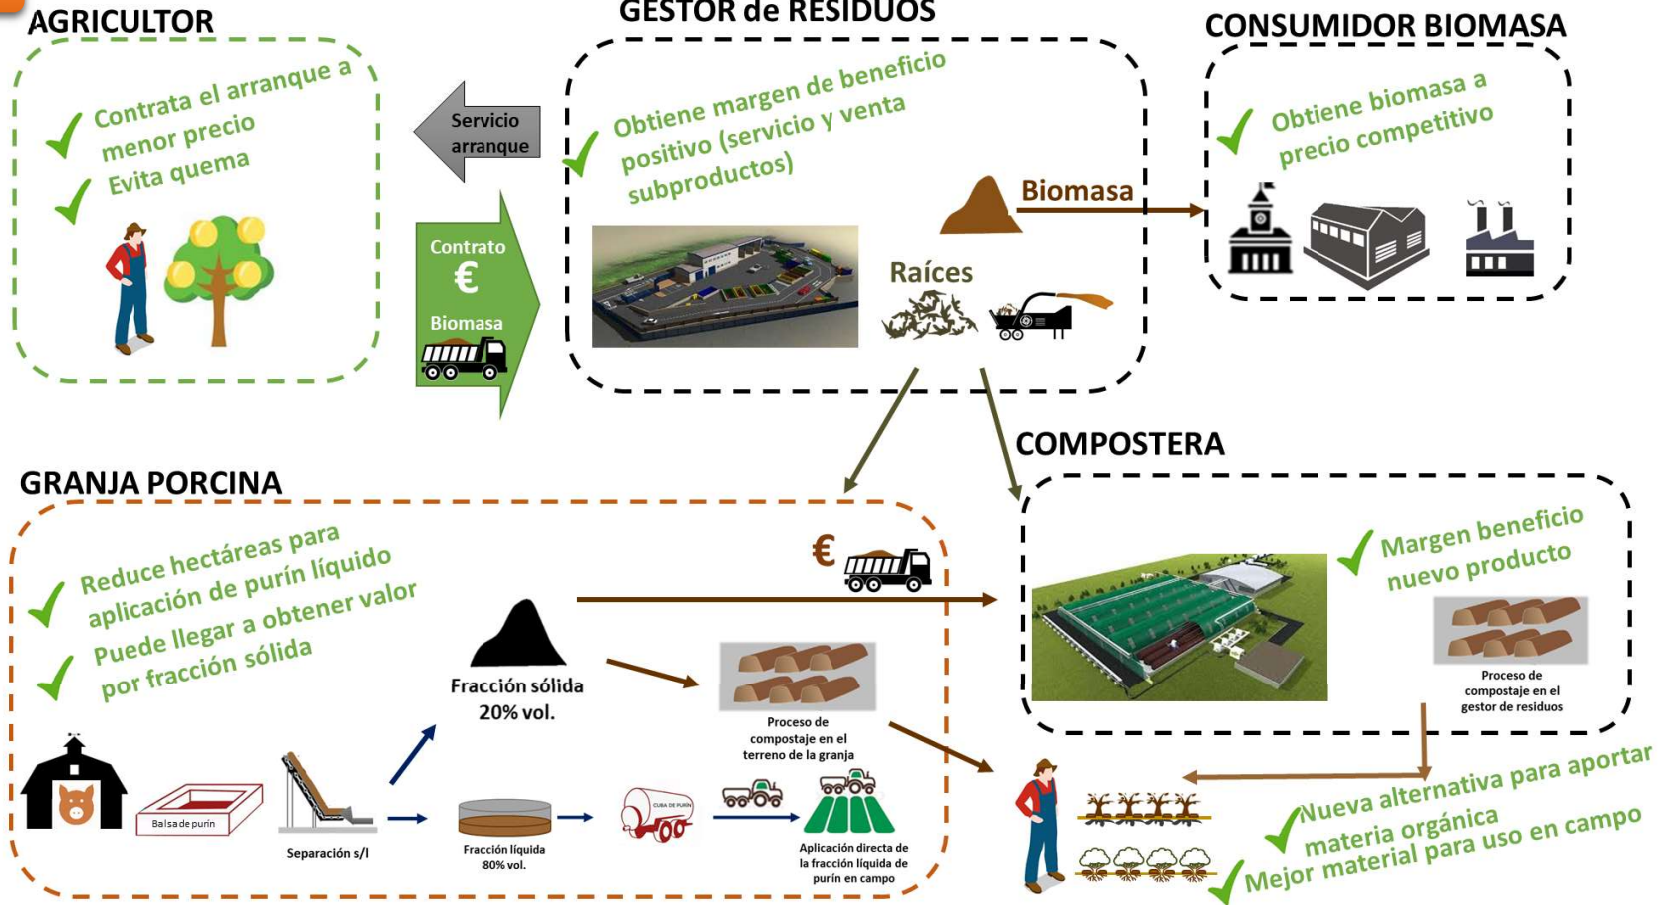 AGRICULTOR
Contrata el arranque a
menor precio
Evita quema
Servicio
arranque
Contrato
€
Biomasa
GESTOR de RESIDUOS
Obtiene margen de beneficio
positivo (servicio y venta
subproductos)
Raíces
Biomasa
CONSUMIDOR BIOMASA
Obtiene biomasa a
precio competitivo
GRANJA PORCINA
Reduce hectáreas para
aplicación de purín líquido
Puede llegar a obtener valor
por fracción sólida
€
Fracción sólida
20% vol.
Proceso de
compostaje en el
terreno de la granja
Balsa de purín
Separación s/l
Fracción líquida
80% vol.
CUBA DE PURÍN
Aplicación directa de
la fracción líquida de
purín en campo
COMPOSTERA
Margen beneficio
nuevo producto
Proceso de
compostaje en el
gestor de residuos
Nueva alternativa para aportar
materia orgánica
Mejor material para uso en campo